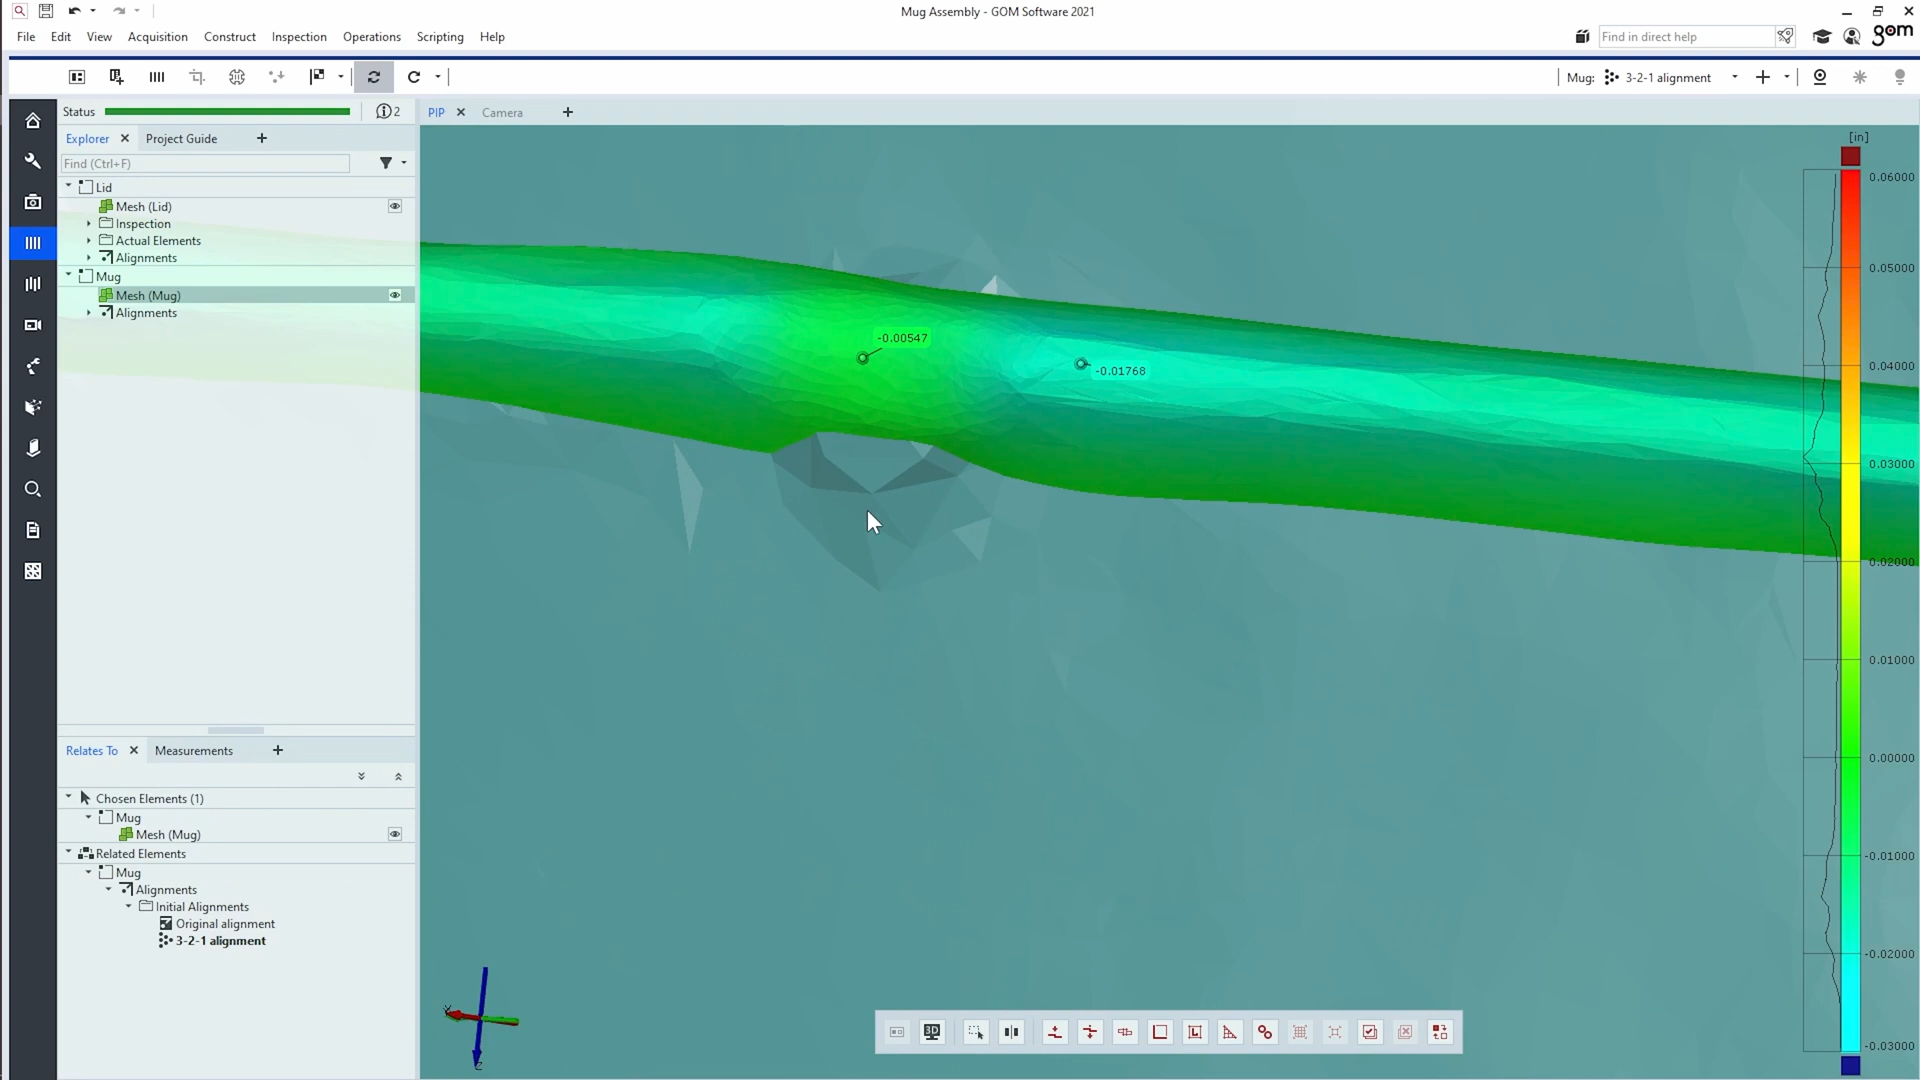 Mug Assembly - GOM Software 2021
File Edit View Acquisition Construct Inspection Operations Scripting Help
Find in direct help
gom
Mug: 3-2-1 alignment
Status
2
PIP Camera
Explorer Project Guide
Find (Ctrl+F)
Lid
Mesh (Lid)
Inspection
Actual Elements
Alignments
Mug
Mesh (Mug)
Alignments
-0.00547
-0.01768
[in]
0.06000
0.05000
0.04000
0.03000
0.02000
0.01000
0.00000
-0.01000
-0.02000
-0.03000
Relates To Measurements
Chosen Elements (1)
Mug
Mesh (Mug)
Related Elements
Mug
Alignments
Initial Alignments
Original alignment
3-2-1 alignment
3D